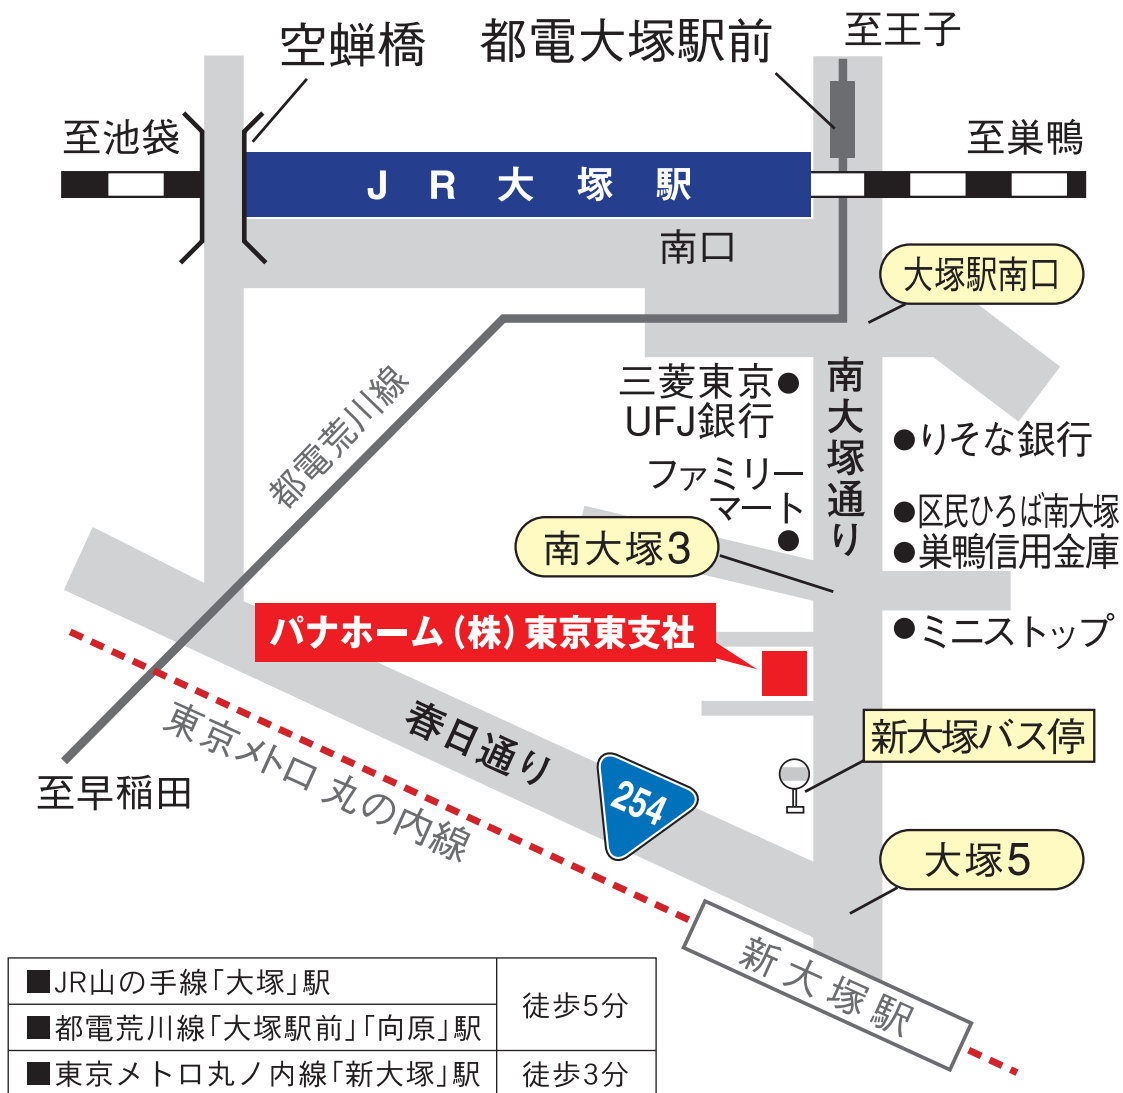 空蝉橋
都電大塚駅前
至王子
至池袋
至巣鴨
JR大塚駅
南口
大塚駅南口
三菱東京
UFJ銀行
南大塚通り
都電荒川線
りそな銀行
ファミリー
マート
区民ひろば南大塚
南大塚3
巣鴨信用金庫
パナホーム(株)東京東支社
ミニストップ
春日通り
東京メトロ 丸の内線
新大塚バス停
至早稲田
254
大塚5
新大塚駅
■JR山の手線「大塚」駅
徒歩5分
■都電荒川線「大塚駅前」「向原」駅
■東京メトロ丸ノ内線「新大塚」駅
徒歩3分